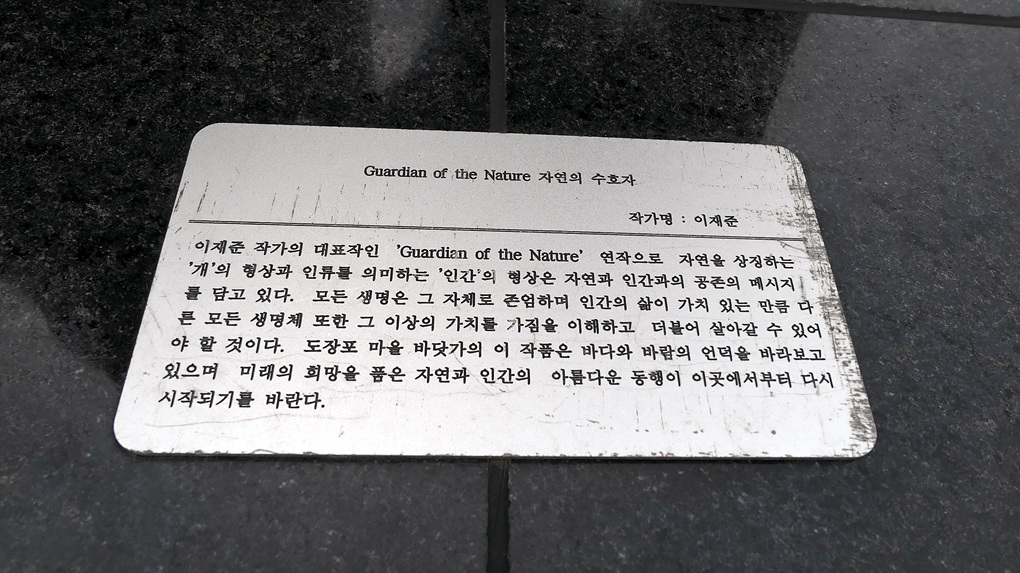 Guardian of the Nature 자연의 수호자
작가명 : 이재준
이재준 작가의 대표작인 'Guardian of the Nature' 연작으로 자연을 상징하는
'개'의 형상과 인류를 의미하는 '인간'의 형상은 자연과 인간과의 공존의 메시지
를 담고 있다. 모든 생명은 그 자체로 존엄하며 인간의 삶이 가치 있는 만큼 다
른 모든 생명체 또한 그 이상의 가치를 가짐을 이해하고 더불어 살아갈 수 있어
야 할 것이다. 도장포 마을 바닷가의 이 작품은 바다와 바람의 언덕을 바라보고
있으며 미래의 희망을 품은 자연과 인간의 아름다운 동행이 이곳에서부터 다시
시작되기를 바란다.